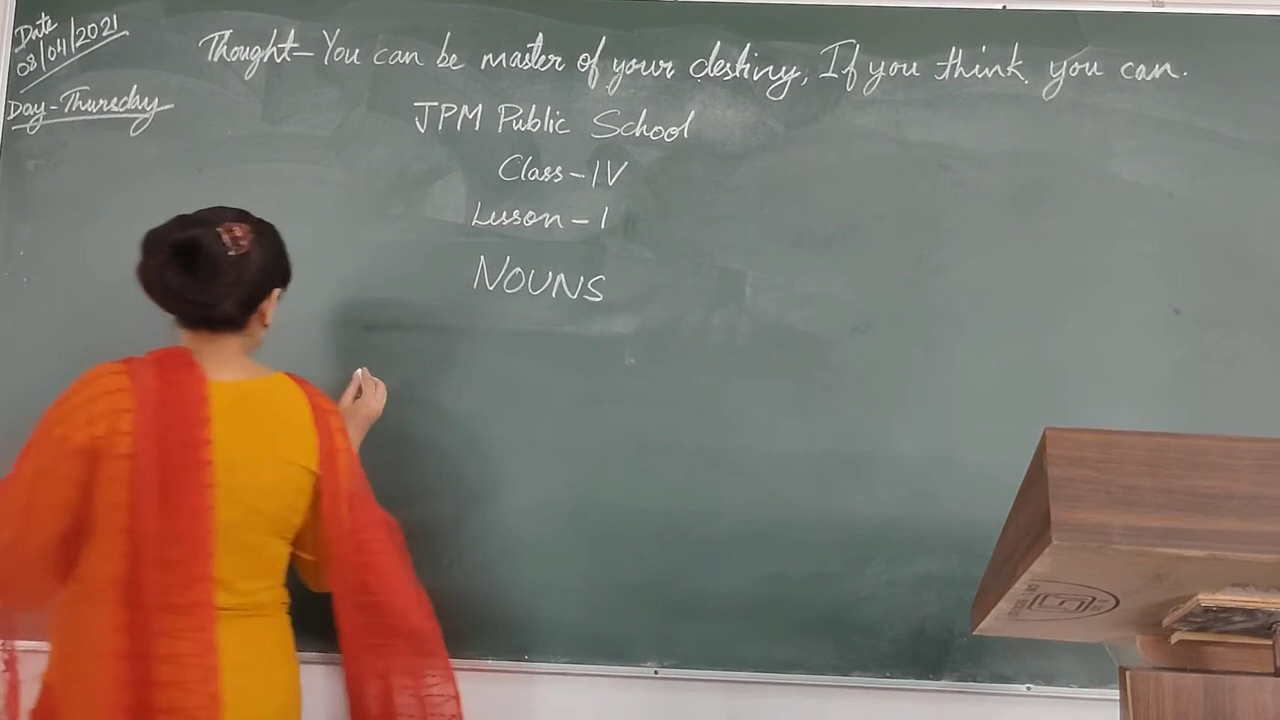 Date
08/04/2021
Day-Thursday
Thought-You can be master of your destiny, If you think you can.
JPM Public School
Class-IV
Lesson-1
NOUNS